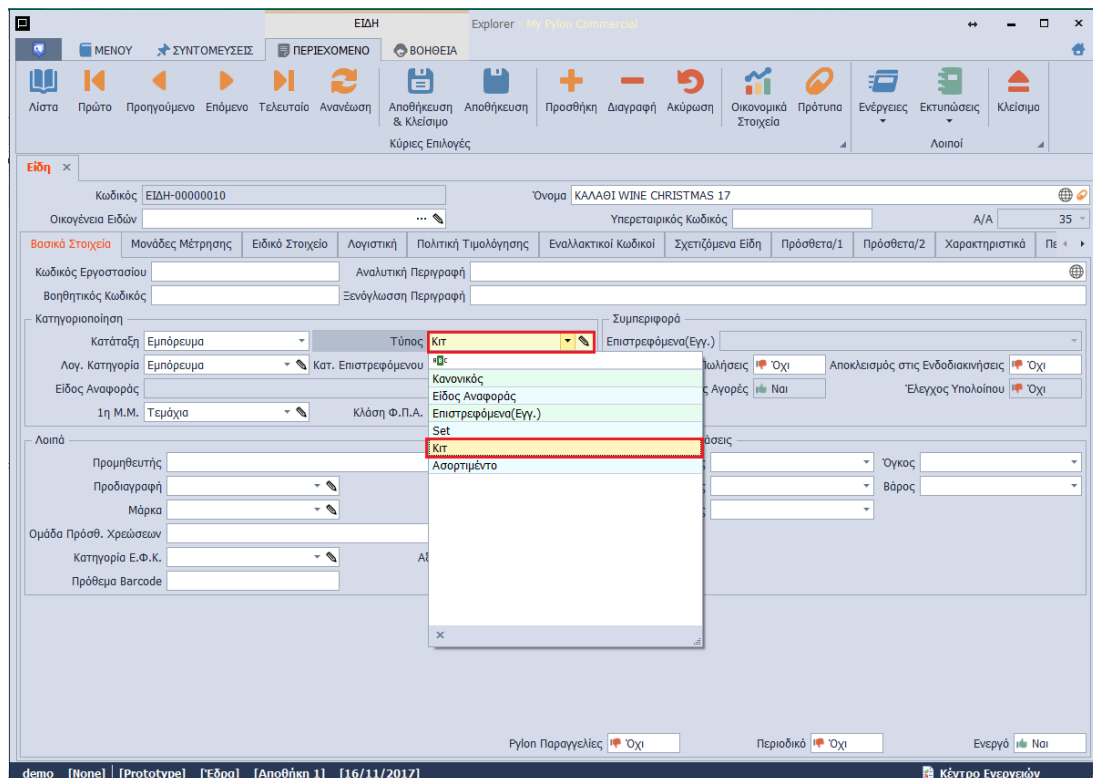 ΕΙΔΗ Explorer - My Pylon Commercial
ΜΕΝΟΥ ΣΥΝΤΟΜΕΥΣΕΙΣ ΠΕΡΙΕΧΟΜΕΝΟ ΒΟΗΘΕΙΑ
Λίστα Πρώτο Προηγούμενο Επόμενο Τελευταίο Ανανέωση Αποθήκευση & Κλείσιμο Αποθήκευση Προσθήκη Διαγραφή Ακύρωση Οικονομικά Στοιχεία Πρότυπα Ενέργειες Εκτυπώσεις Κλείσιμο
Κύριες Επιλογές Λοιποί
Είδη
Κωδικός ΕΙΔΗ-00000010 Όνομα ΚΑΛΑΘΙ WINE CHRISTMAS 17
Οικογένεια Ειδών Υπερεταιρικός Κωδικός Α/Α 35
Βασικά Στοιχεία Μονάδες Μέτρησης Ειδικό Στοιχείο Λογιστική Πολιτική Τιμολόγησης Εναλλακτικοί Κωδικοί Σχετιζόμενα Είδη Πρόσθετα/1 Πρόσθετα/2 Χαρακτηριστικά Πε
Κωδικός Εργοστασίου Αναλυτική Περιγραφή
Βοηθητικός Κωδικός Ξενόγλωσση Περιγραφή
Κατηγοριοποίηση Συμπεριφορά
Κατάταξη Εμπόρευμα Τύπος Κιτ Επιστρεφόμενα(Εγγ.)
Λογ. Κατηγορία Εμπόρευμα Κατ. Επιστρεφόμενου ωλήσεις Όχι Αποκλεισμός στις Ενδοδιακινήσεις Όχι
Είδος Αναφοράς ς Αγορές Ναι Έλεγχος Υπολοίπου Όχι
1η Μ.Μ. Τεμάχια Κλάση Φ.Π.Α.
Κανονικός
Είδος Αναφοράς
Επιστρεφόμενα(Εγγ.)
Set
Κιτ
Ασορτιμέντο
Λοιπά άσεις
Προμηθευτής Όγκος
Προδιαγραφή Βάρος
Μάρκα
Ομάδα Πρόσθ. Χρεώσεων
Κατηγορία Ε.Φ.Κ.
Πρόθεμα Barcode
Pylon Παραγγελίες Όχι Περιοδικό Όχι Ενεργό Ναι
demo [None] [Prototype] [Έδρα] [Αποθήκη 1] [16/11/2017] Κέντρο Ενεργειών